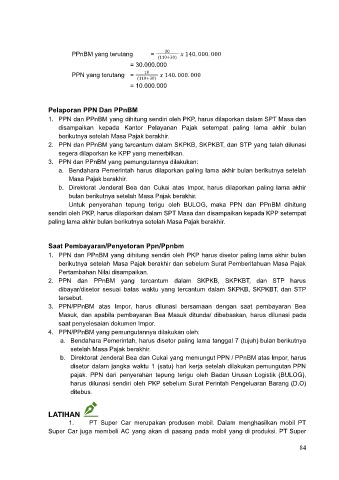 PPnBM yang terutang = 30/(110+30) x 140.000.000
= 30.000.000
PPN yang terutang = 10/(110+30) x 140.000.000
= 10.000.000
Pelaporan PPN Dan PPnBM
1. PPN dan PPnBM yang dihitung sendiri oleh PKP, harus dilaporkan dalam SPT Masa dan
disampaikan kepada Kantor Pelayanan Pajak setempat paling lama akhir bulan
berikutnya setelah Masa Pajak berakhir.
2. PPN dan PPnBM yang tercantum dalam SKPKB, SKPKBT, dan STP yang telah dilunasi
segera dilaporkan ke KPP yang menerbitkan.
3. PPN dan PPnBM yang pemungutannya dilakukan:
a. Bendahara Pemerintah harus dilaporkan paling lama akhir bulan berikutnya setelah
Masa Pajak berakhir.
b. Direktorat Jenderal Bea dan Cukai atas Impor, harus dilaporkan paling lama akhir
bulan berikutnya setelah Masa Pajak berakhir.
Untuk penyerahan tepung terigu oleh BULOG, maka PPN dan PPnBM dihitung
sendiri oleh PKP, harus dilaporkan dalam SPT Masa dan disampaikan kepada KPP setempat
paling lama akhir bulan berikutnya setelah Masa Pajak berakhir.
Saat Pembayaran/Penyetoran Ppn/Ppnbm
1. PPN dan PPnBM yang dihitung sendiri oleh PKP harus disetor paling lama akhir bulan
berikutnya setelah Masa Pajak berakhir dan sebelum Surat Pemberitahuan Masa Pajak
Pertambahan Nilai disampaikan.
2. PPN dan PPnBM yang tercantum dalam SKPKB, SKPKBT, dan STP harus
dibayar/disetor sesuai batas waktu yang tercantum dalam SKPKB, SKPKBT, dan STP
tersebut.
3. PPN/PPnBM atas Impor, harus dilunasi bersamaan dengan saat pembayaran Bea
Masuk, dan apabila pembayaran Bea Masuk ditunda/ dibebaskan, harus dilunasi pada
saat penyelesaian dokumen Impor.
4. PPN/PPnBM yang pemungutannya dilakukan oleh:
a. Bendahara Pemerintah, harus disetor paling lama tanggal 7 (tujuh) bulan berikutnya
setelah Masa Pajak berakhir.
b. Direktorat Jenderal Bea dan Cukai yang memungut PPN / PPnBM atas Impor, harus
disetor dalam jangka waktu 1 (satu) hari kerja setelah dilakukan pemungutan PPN
pajak. PPN dari penyerahan tepung terigu oleh Badan Urusan Logistik (BULOG),
harus dilunasi sendiri oleh PKP sebelum Surat Perintah Pengeluaran Barang (D.O)
ditebus.
LATIHAN
1. PT Super Car merupakan produsen mobil. Dalam menghasilkan mobil PT
Super Car juga membeli AC yang akan di pasang pada mobil yang di produksi. PT Super
84